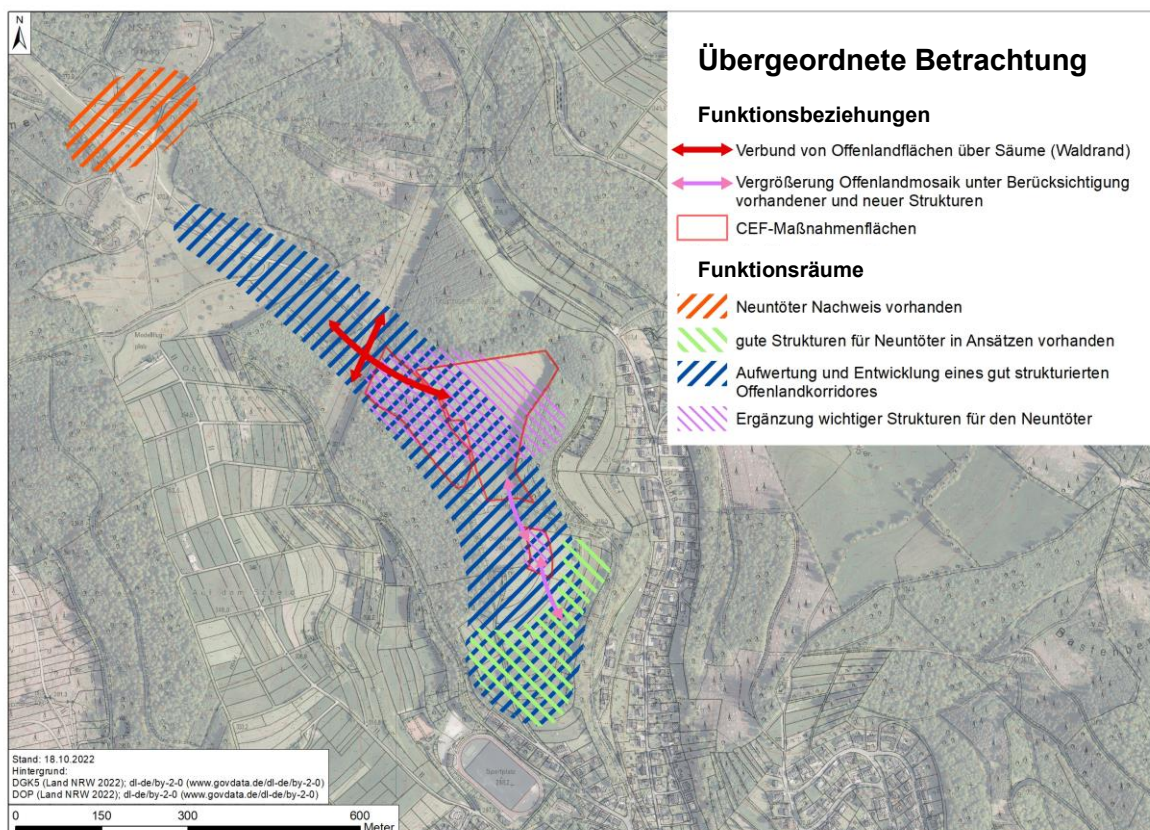 N
Übergeordnete Betrachtung
Funktionsbeziehungen
Verbund von Offenlandflächen über Säume (Waldrand)
Vergrößerung Offenlandmosaik unter Berücksichtigung
vorhandener und neuer Strukturen
CEF-Maßnahmenflächen
Funktionsräume
Neuntöter Nachweis vorhanden
gute Strukturen für Neuntöter in Ansätzen vorhanden
Aufwertung und Entwicklung eines gut strukturierten
Offenlandkorridores
Ergänzung wichtiger Strukturen für den Neuntöter
Sportplatz
Stand: 18.10.2022
Hintergrund:
DGK5 (Land NRW 2022); dl-de/by-2-0 (www.govdata.de/dl-de/by-2-0)
DOP (Land NRW 2022); dl-de/by-2-0 (www.govdata.de/dl-de/by-2-0)
0 150 300 600
Meter